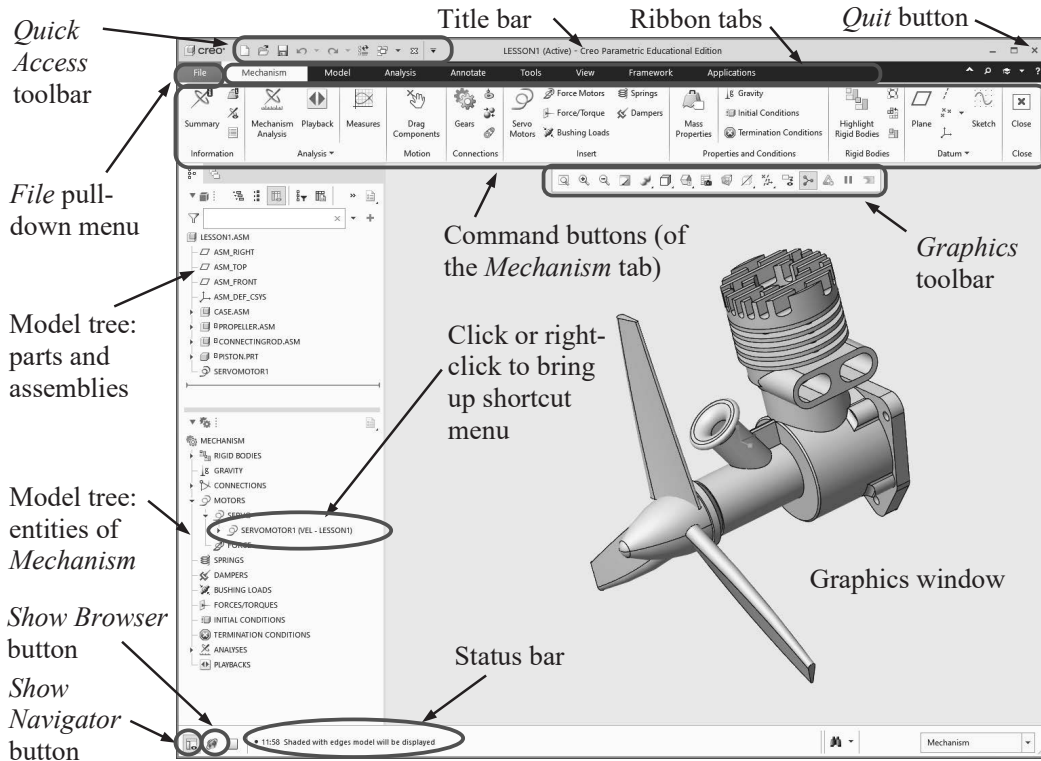 Quick
Access
toolbar
Title bar
Ribbon tabs
Quit button
creo
LESSON1 (Active) - Creo Parametric Educational Edition
File
Mechanism
Model
Analysis
Annotate
Tools
View
Framework
Applications
Summary
Mechanism
Analysis
Playback
Measures
Drag
Components
Gears
Servo
Motors
Force Motors
Force/Torque
Bushing Loads
Springs
Dampers
Mass
Properties
Gravity
Initial Conditions
Termination Conditions
Highlight
Rigid Bodies
Plane
Sketch
Close
Information
Analysis
Motion
Connections
Insert
Properties and Conditions
Rigid Bodies
Datum
Close
File pull-
down menu
Command buttons (of
the Mechanism tab)
Graphics
toolbar
LESSON1.ASM
ASM_RIGHT
ASM_TOP
ASM_FRONT
ASM_DEF_CSYS
CASE.ASM
PROPELLER.ASM
CONNECTINGROD.ASM
PISTON.PRT
SERVOMOTOR1
Model tree:
parts and
assemblies
Click or right-
click to bring
up shortcut
menu
MECHANISM
RIGID BODIES
GRAVITY
CONNECTIONS
MOTORS
SERVO
SERVOMOTOR1 (VEL - LESSON1)
FORCE
SPRINGS
DAMPERS
BUSHING LOADS
FORCES/TORQUES
INITIAL CONDITIONS
TERMINATION CONDITIONS
ANALYSES
PLAYBACKS
Model tree:
entities of
Mechanism
Graphics window
Show Browser
button
Status bar
Show
Navigator
button
11:58 Shaded with edges model will be displayed
Mechanism